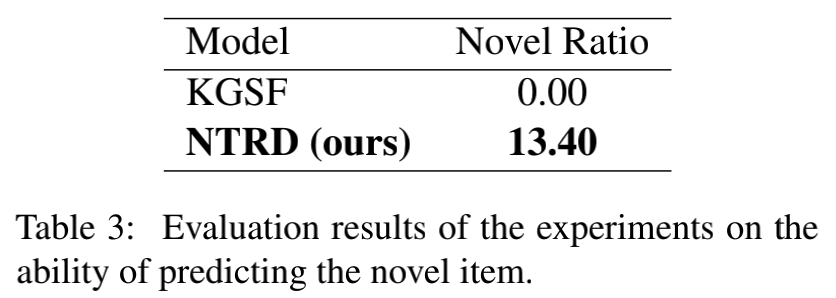 Model Novel Ratio
KGSF 0.00
NTRD (ours) 13.40
Table 3: Evaluation results of the experiments on the
ability of predicting the novel item.